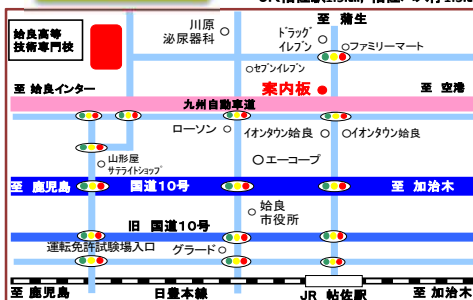 至 蒲生
川原
泌尿器科
ドラッグ
イレブン
ファミリーマート
セブンイレブン
姶良高等
技術専門校
案内板
至 姶良インター
至 空港
九州自動車道
ローソン
イオンタウン姶良
イオンタウン姶良
山形屋
サテライトショップ
エーコープ
至 鹿児島
国道10号
至 加治木
姶良
市役所
旧 国道10号
運転免許試験場入口
グラード
至 鹿児島
日豊本線
JR 帖佐駅
至 加治木